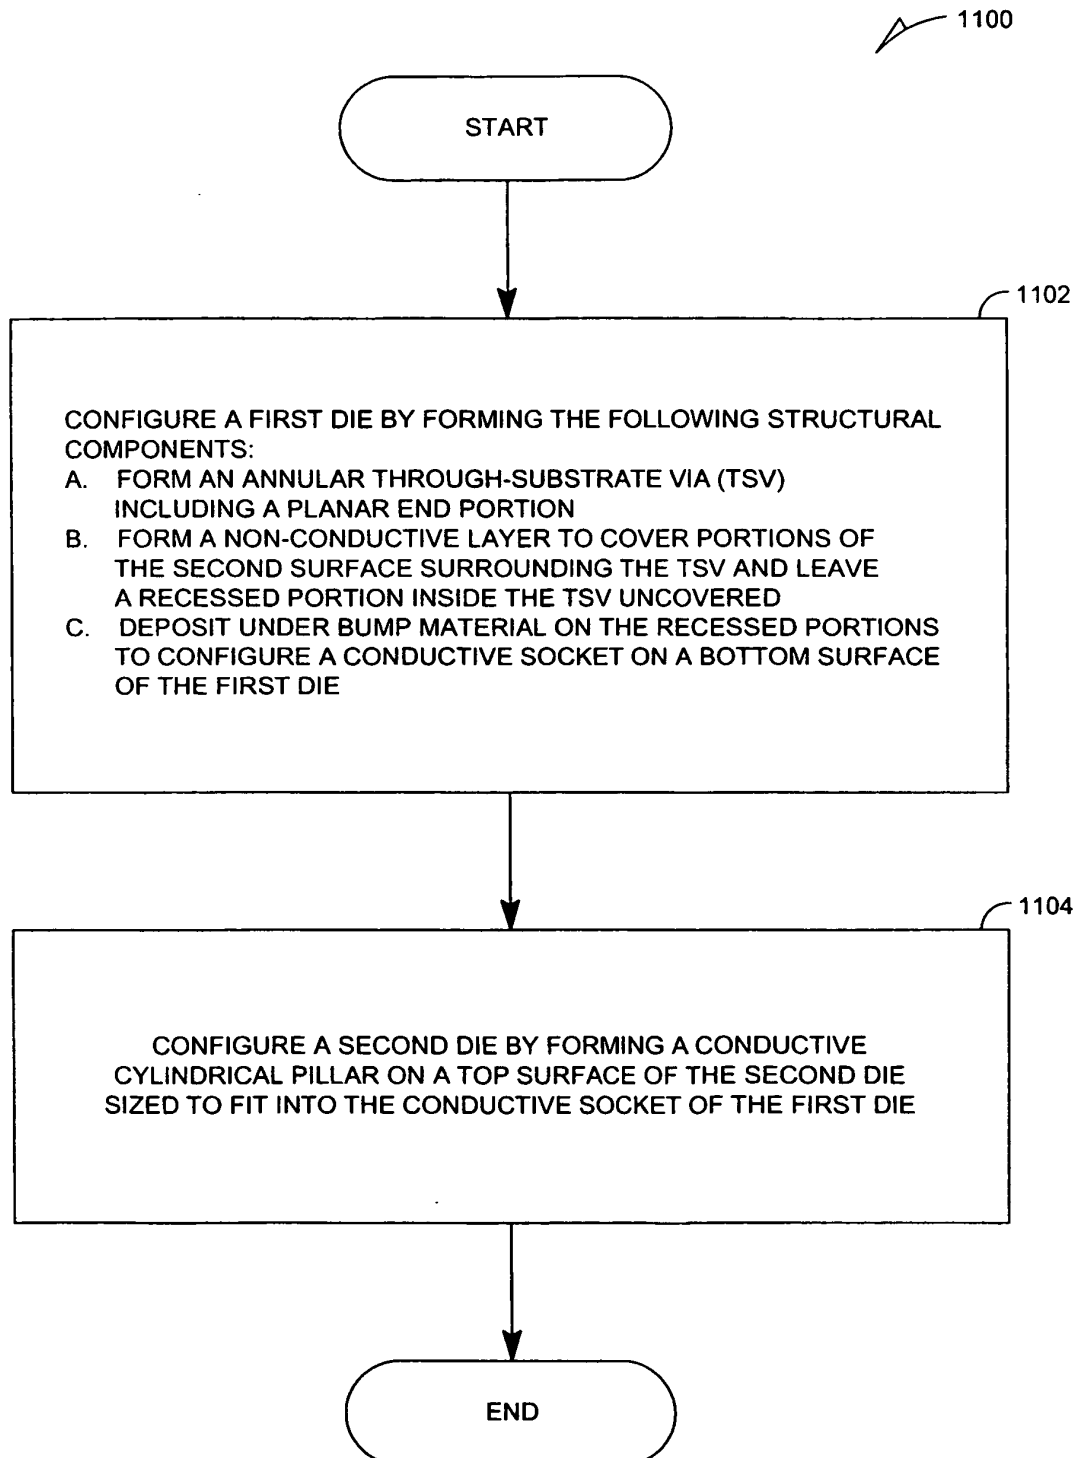 1100
START
1102
CONFIGURE A FIRST DIE BY FORMING THE FOLLOWING STRUCTURAL
COMPONENTS:
A. FORM AN ANNULAR THROUGH-SUBSTRATE VIA (TSV)
INCLUDING A PLANAR END PORTION
B. FORM A NON-CONDUCTIVE LAYER TO COVER PORTIONS OF
THE SECOND SURFACE SURROUNDING THE TSV AND LEAVE
A RECESSED PORTION INSIDE THE TSV UNCOVERED
C. DEPOSIT UNDER BUMP MATERIAL ON THE RECESSED PORTIONS
TO CONFIGURE A CONDUCTIVE SOCKET ON A BOTTOM SURFACE
OF THE FIRST DIE
1104
CONFIGURE A SECOND DIE BY FORMING A CONDUCTIVE
CYLINDRICAL PILLAR ON A TOP SURFACE OF THE SECOND DIE
SIZED TO FIT INTO THE CONDUCTIVE SOCKET OF THE FIRST DIE
END